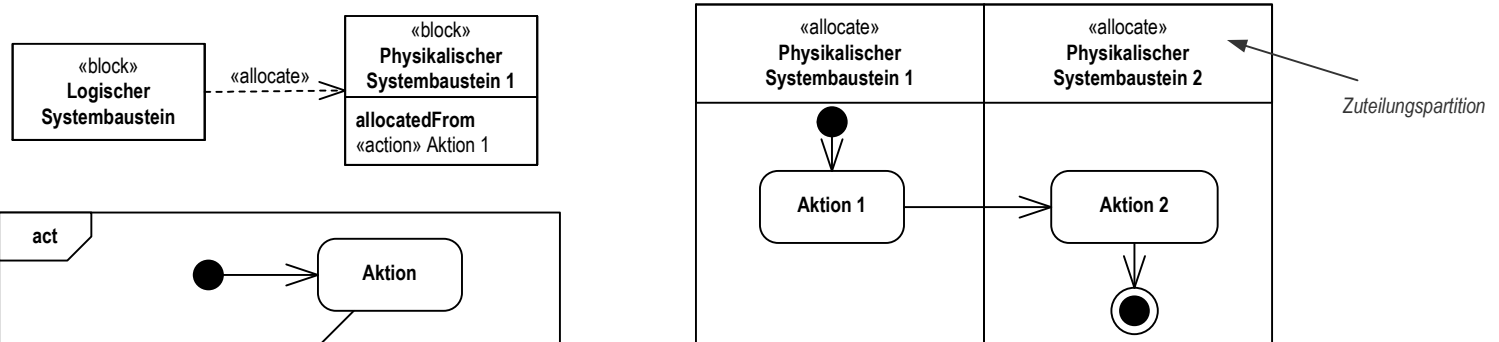 «block»
Logischer
Systembaustein
«allocate»
«block»
Physikalischer
Systembaustein 1
allocatedFrom
«action» Aktion 1
act
Aktion
«allocate»
Physikalischer
Systembaustein 1
«allocate»
Physikalischer
Systembaustein 2
Zuteilungspartition
Aktion 1
Aktion 2